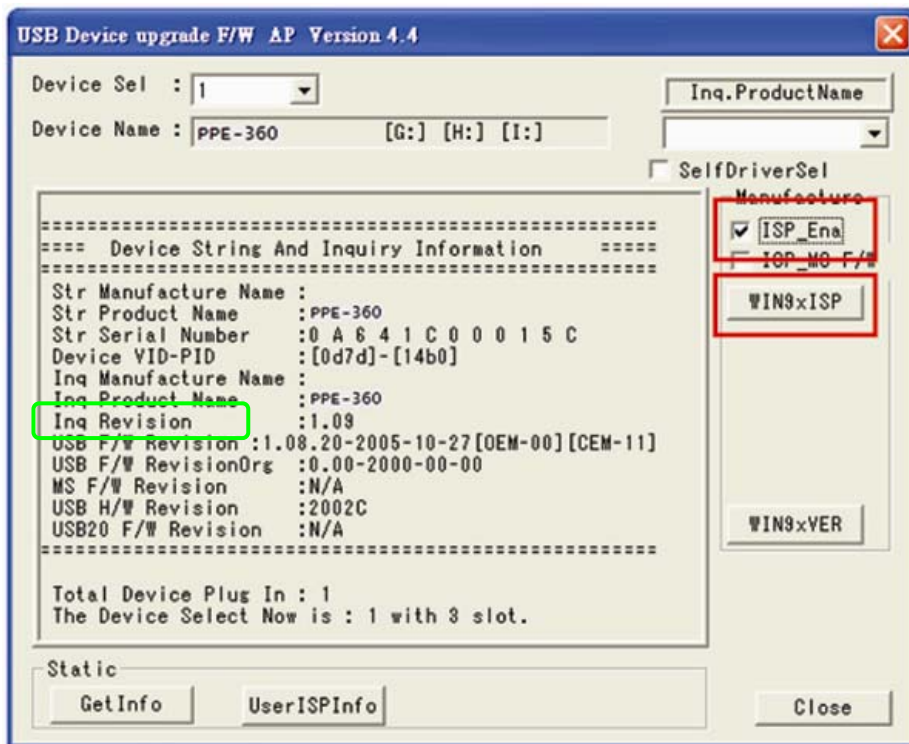 USB Device upgrade F/W AP Version 4.4
Device Sel : 1
Inq.ProductName
Device Name : PPE-360 [G:] [H:] [I:]
SelfDriverSel
Manufacture
ISP_Ena
IOP_MS F/W
WIN9xISP
WIN9xVER
=======================================================
==== Device String And Inquiry Information =====
=======================================================
Str Manufacture Name :
Str Product Name :PPE-360
Str Serial Number :0 A 6 4 1 C 0 0 0 1 5 C
Device VID-PID :[0d7d]-[14b0]
Inq Manufacture Name :
Inq Product Name :PPE-360
Inq Revision :1.09
USB F/W Revision :1.08.20-2005-10-27[OEM-00][CEM-11]
USB F/W RevisionOrg :0.00-2000-00-00
MS F/W Revision :N/A
USB H/W Revision :2002C
USB20 F/W Revision :N/A
=======================================================
Total Device Plug In : 1
The Device Select Now is : 1 with 3 slot.
Static
GetInfo
UserISPInfo
Close